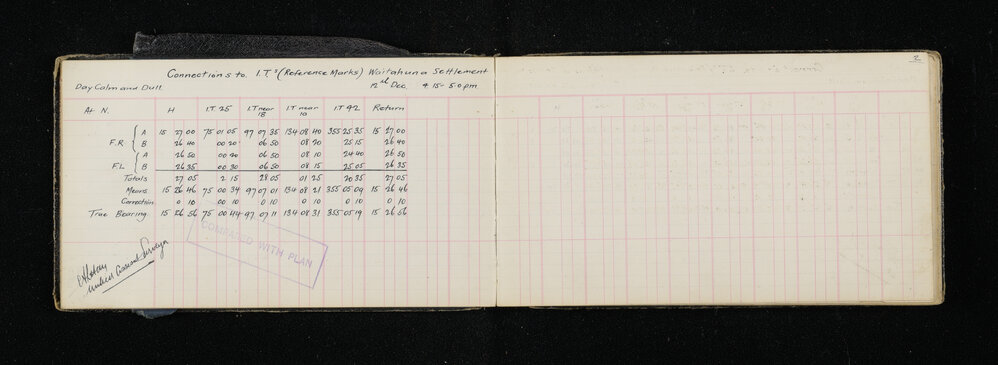 2
Connections to I.T.s (Reference Marks) Waitahuna Settlement
Day Calm and Dull 12th Dec. 4.15-5.0 pm.
At N. H I.T. 25 I.T near 18 I.T near 10 I.T 92 Return
F.R { A 15 27 00 75 01 05 97 07 35 134 08 40 355 25 35 15 27 00
B 26 40 00 20 06 50 08 20 25 15 26 40
F.L { A 26 50 00 20 06 50 08 10 24 40 26 50
B 26 35 00 30 06 50 08 15 25 05 26 35
Totals 27 05 2 15 28 05 01 25 20 35 27 05
Means 15 26 46 75 00 34 97 07 01 134 08 21 355 05 09 15 26 46
Correction 0 10 00 10 0 10 0 10 0 10 0 10
True Bearing 15 26 56 75 00 44 97 07 11 134 08 31 355 05 19 15 26 56
COMPARED WITH PLAN
Surveyor